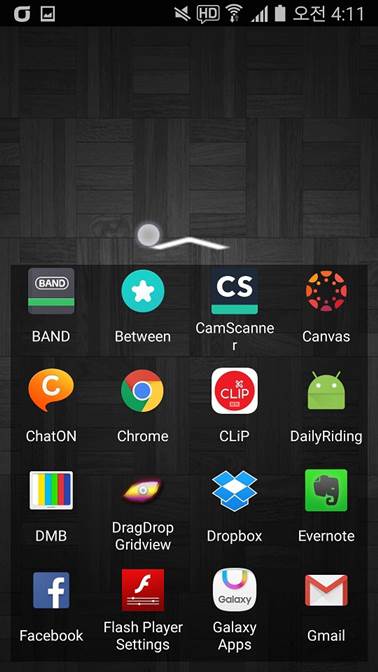 HD 오전 4:11
BAND
CS
BAND
Between
CamScanne
r
Canvas
CLiP
ChatON
Chrome
CLiP
DailyRiding
DMB
DragDrop
Gridview
Dropbox
Evernote
Galaxy
Facebook
Flash Player
Settings
Galaxy
Apps
Gmail